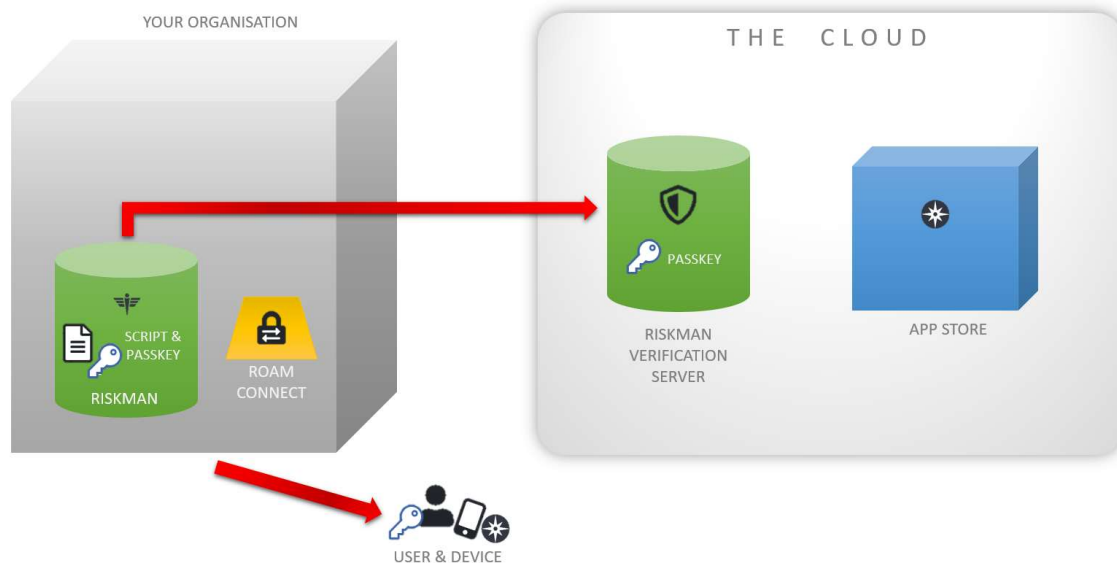 YOUR ORGANISATION
THE CLOUD
SCRIPT &
PASSKEY
RISKMAN
ROAM
CONNECT
PASSKEY
RISKMAN
VERIFICATION
SERVER
APP STORE
USER & DEVICE